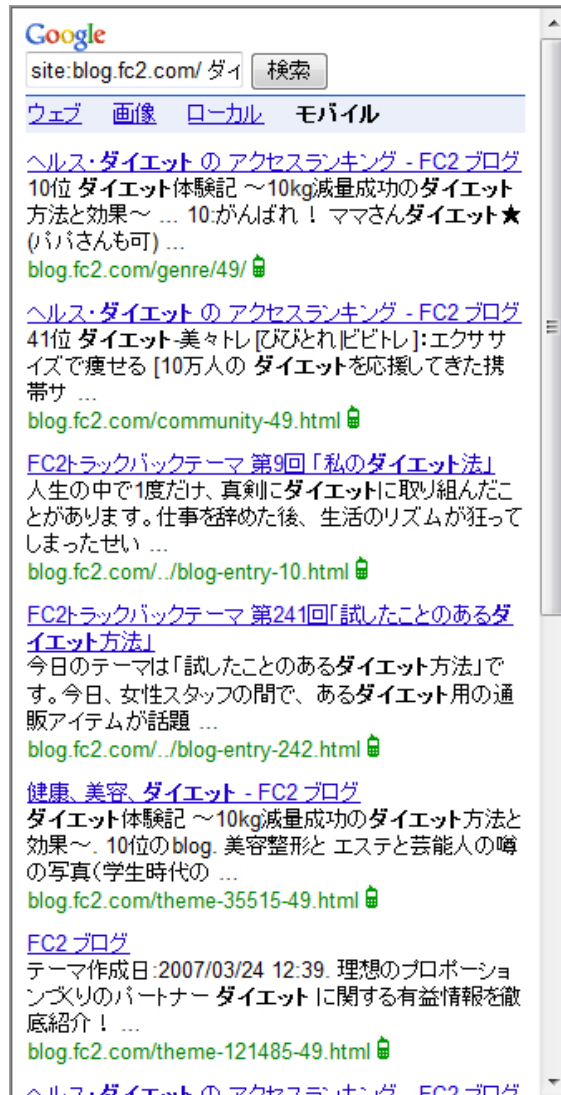 Google
site:blog.fc2.com/ ダイ 検索
ウェブ 画像 ローカル モバイル
ヘルス・ダイエット の アクセスランキング - FC2 ブログ
10位 ダイエット体験記 ～10kg減量成功のダイエット
方法と効果～ ... 10:がんばれ！ ママさんダイエット★
(パパさんも可) ...
blog.fc2.com/genre/49/
ヘルス・ダイエット の アクセスランキング - FC2 ブログ
41位 ダイエット-美々トレ [びびとれ|ビビトレ]：エクササ
イズで痩せる [10万人の ダイエットを応援してきた携
帯サ ...
blog.fc2.com/community-49.html
FC2トラックバックテーマ 第9回「私のダイエット法」
人生の中で1度だけ、真剣にダイエットに取り組んだこ
とがあります。仕事を辞めた後、生活のリズムが狂って
しまったせい ...
blog.fc2.com/../blog-entry-10.html
FC2トラックバックテーマ 第241回「試したことのあるダ
イエット方法」
今日のテーマは「試したことのあるダイエット方法」で
す。今日、女性スタッフの間で、あるダイエット用の通
販アイテムが話題 ...
blog.fc2.com/../blog-entry-242.html
健康、美容、ダイエット - FC2 ブログ
ダイエット体験記 ～10kg減量成功のダイエット方法と
効果～. 10位のblog. 美容整形と エステと芸能人の噂
の写真(学生時代の ...
blog.fc2.com/theme-35515-49.html
FC2 ブログ
テーマ作成日:2007/03/24 12:39. 理想のプロポーショ
ンづくりのパートナー ダイエット に関する有益情報を徹
底紹介！ ...
blog.fc2.com/theme-121485-49.html
ヘルス・ダイエット の アクセスランキング - FC2 ブログ